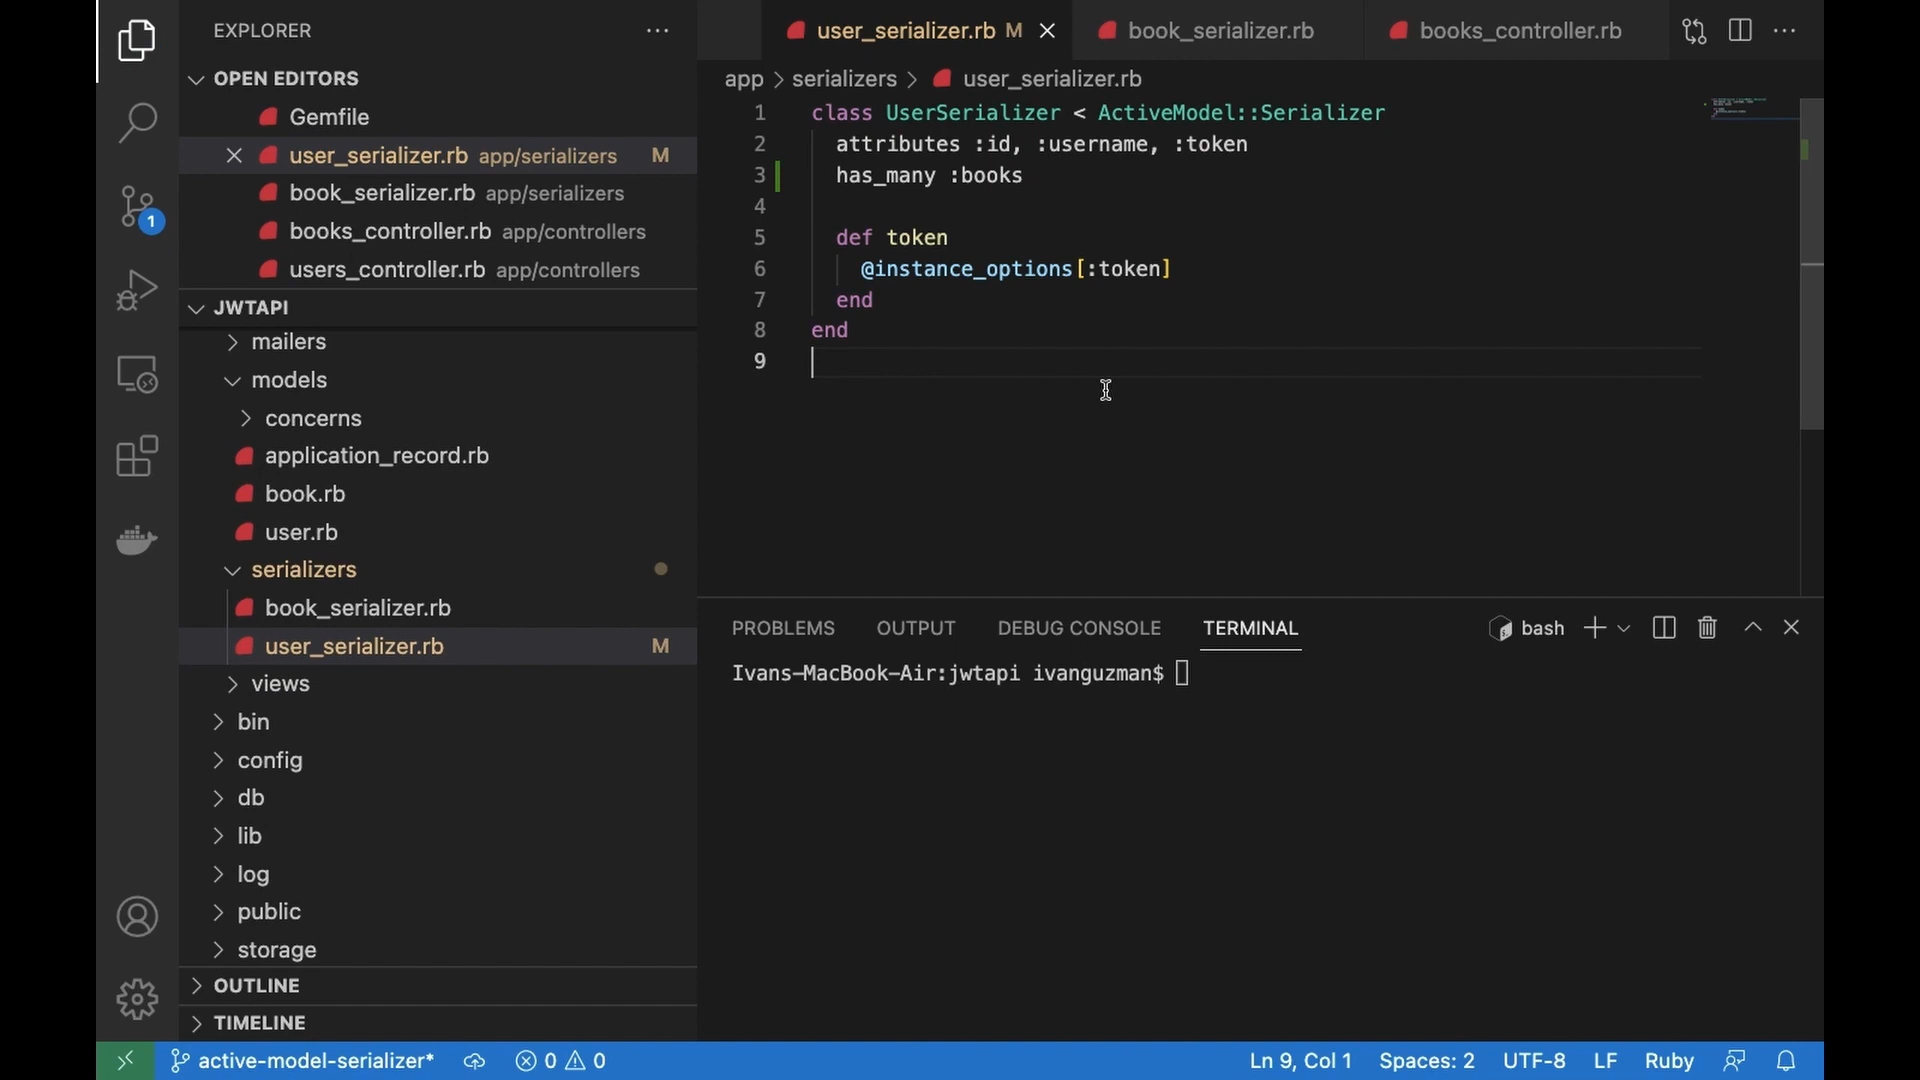 EXPLORER
OPEN EDITORS
Gemfile
user_serializer.rb app/serializers M
book_serializer.rb app/serializers
books_controller.rb app/controllers
users_controller.rb app/controllers
JWTAPI
mailers
models
concerns
application_record.rb
book.rb
user.rb
serializers
book_serializer.rb
user_serializer.rb M
views
bin
config
db
lib
log
public
storage
OUTLINE
TIMELINE
1
user_serializer.rb M
book_serializer.rb
books_controller.rb
app > serializers > user_serializer.rb
1 class UserSerializer < ActiveModel::Serializer
2 attributes :id, :username, :token
3 has_many :books
4
5 def token
6 @instance_options[:token]
7 end
8 end
9
PROBLEMS OUTPUT DEBUG CONSOLE TERMINAL bash
Ivans-MacBook-Air:jwtapi ivanguzman$
active-model-serializer* 0 0 Ln 9, Col 1 Spaces: 2 UTF-8 LF Ruby